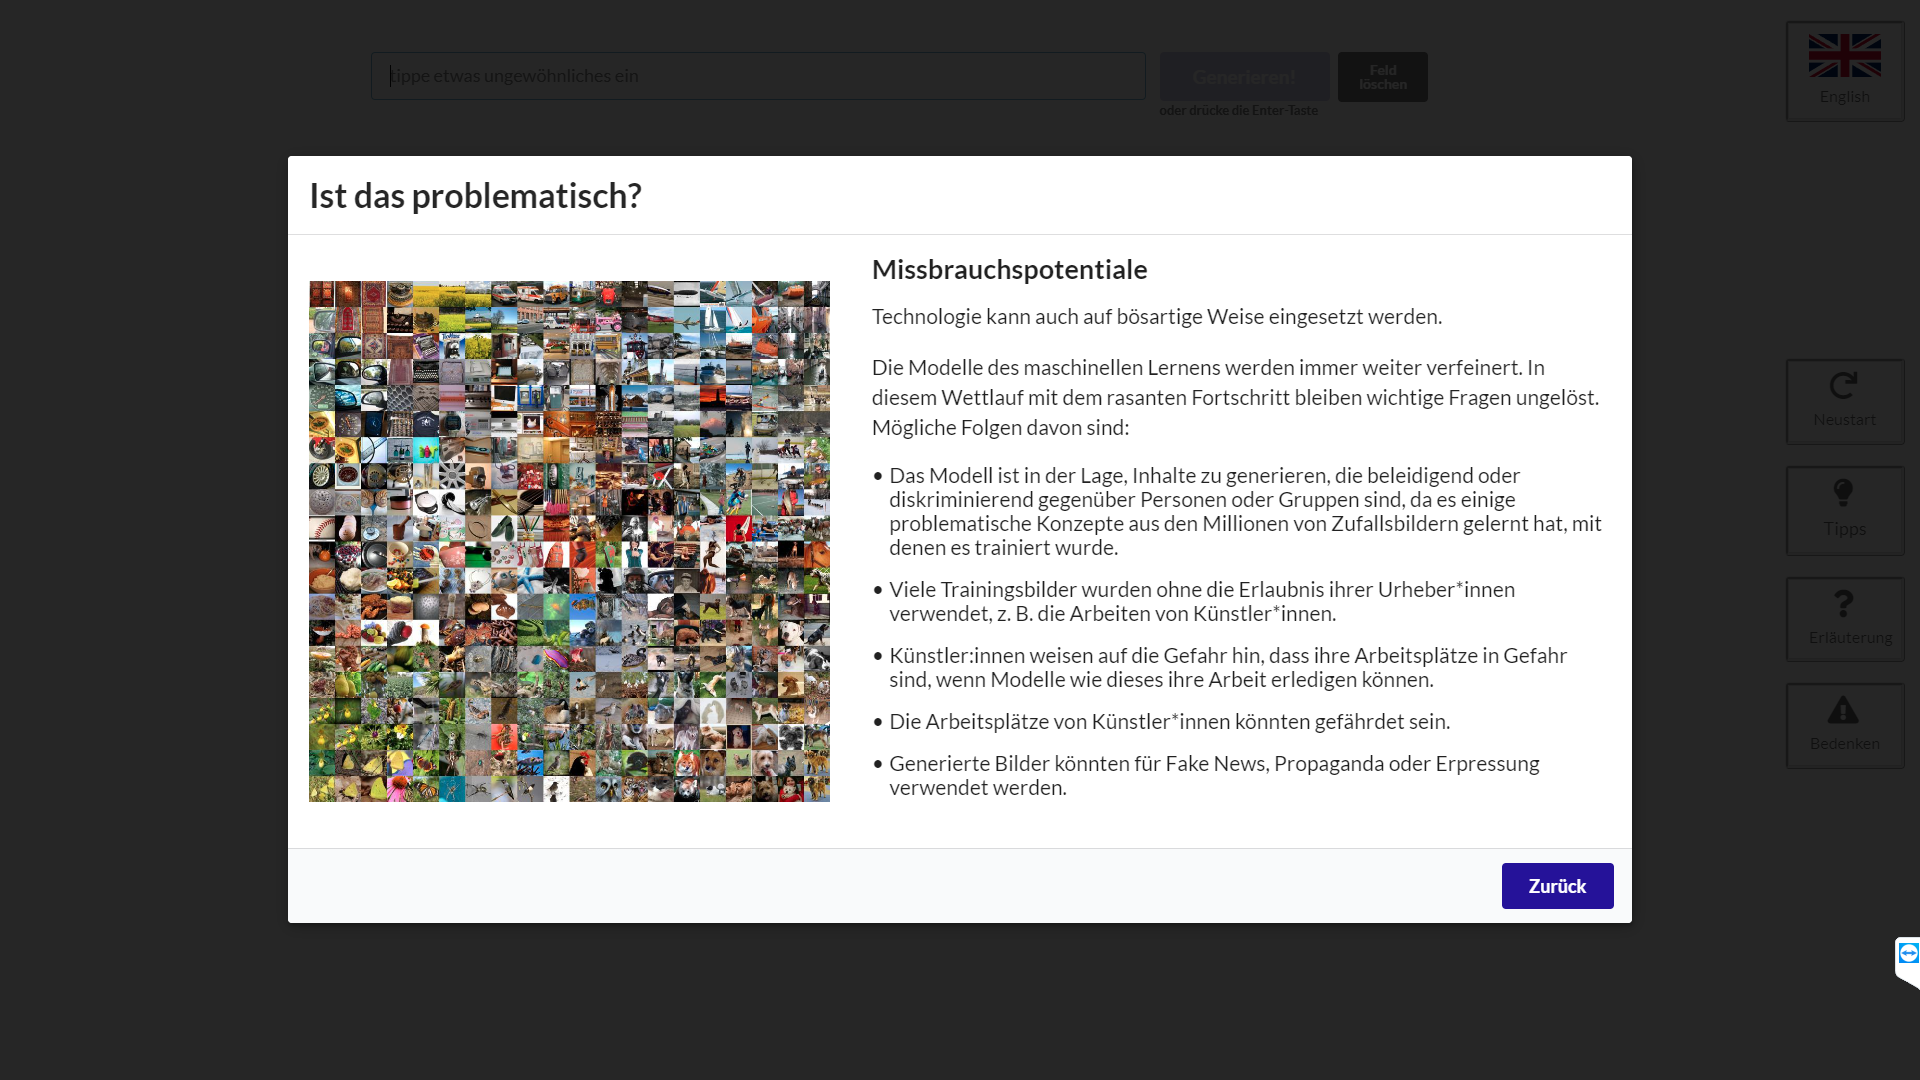 tippe etwas ungewöhnliches ein
Generieren!
Feld
löschen
oder drücke die Enter-Taste
English
Ist das problematisch?
Missbrauchspotentiale
Technologie kann auch auf bösartige Weise eingesetzt werden.
Die Modelle des maschinellen Lernens werden immer weiter verfeinert. In
diesem Wettlauf mit dem rasanten Fortschritt bleiben wichtige Fragen ungelöst.
Mögliche Folgen davon sind:
• Das Modell ist in der Lage, Inhalte zu generieren, die beleidigend oder
diskriminierend gegenüber Personen oder Gruppen sind, da es einige
problematische Konzepte aus den Millionen von Zufallsbildern gelernt hat, mit
denen es trainiert wurde.
• Viele Trainingsbilder wurden ohne die Erlaubnis ihrer Urheber*innen
verwendet, z. B. die Arbeiten von Künstler*innen.
• Künstler:innen weisen auf die Gefahr hin, dass ihre Arbeitsplätze in Gefahr
sind, wenn Modelle wie dieses ihre Arbeit erledigen können.
• Die Arbeitsplätze von Künstler*innen könnten gefährdet sein.
• Generierte Bilder könnten für Fake News, Propaganda oder Erpressung
verwendet werden.
Zurück
Neustart
Tipps
Erläuterung
Bedenken